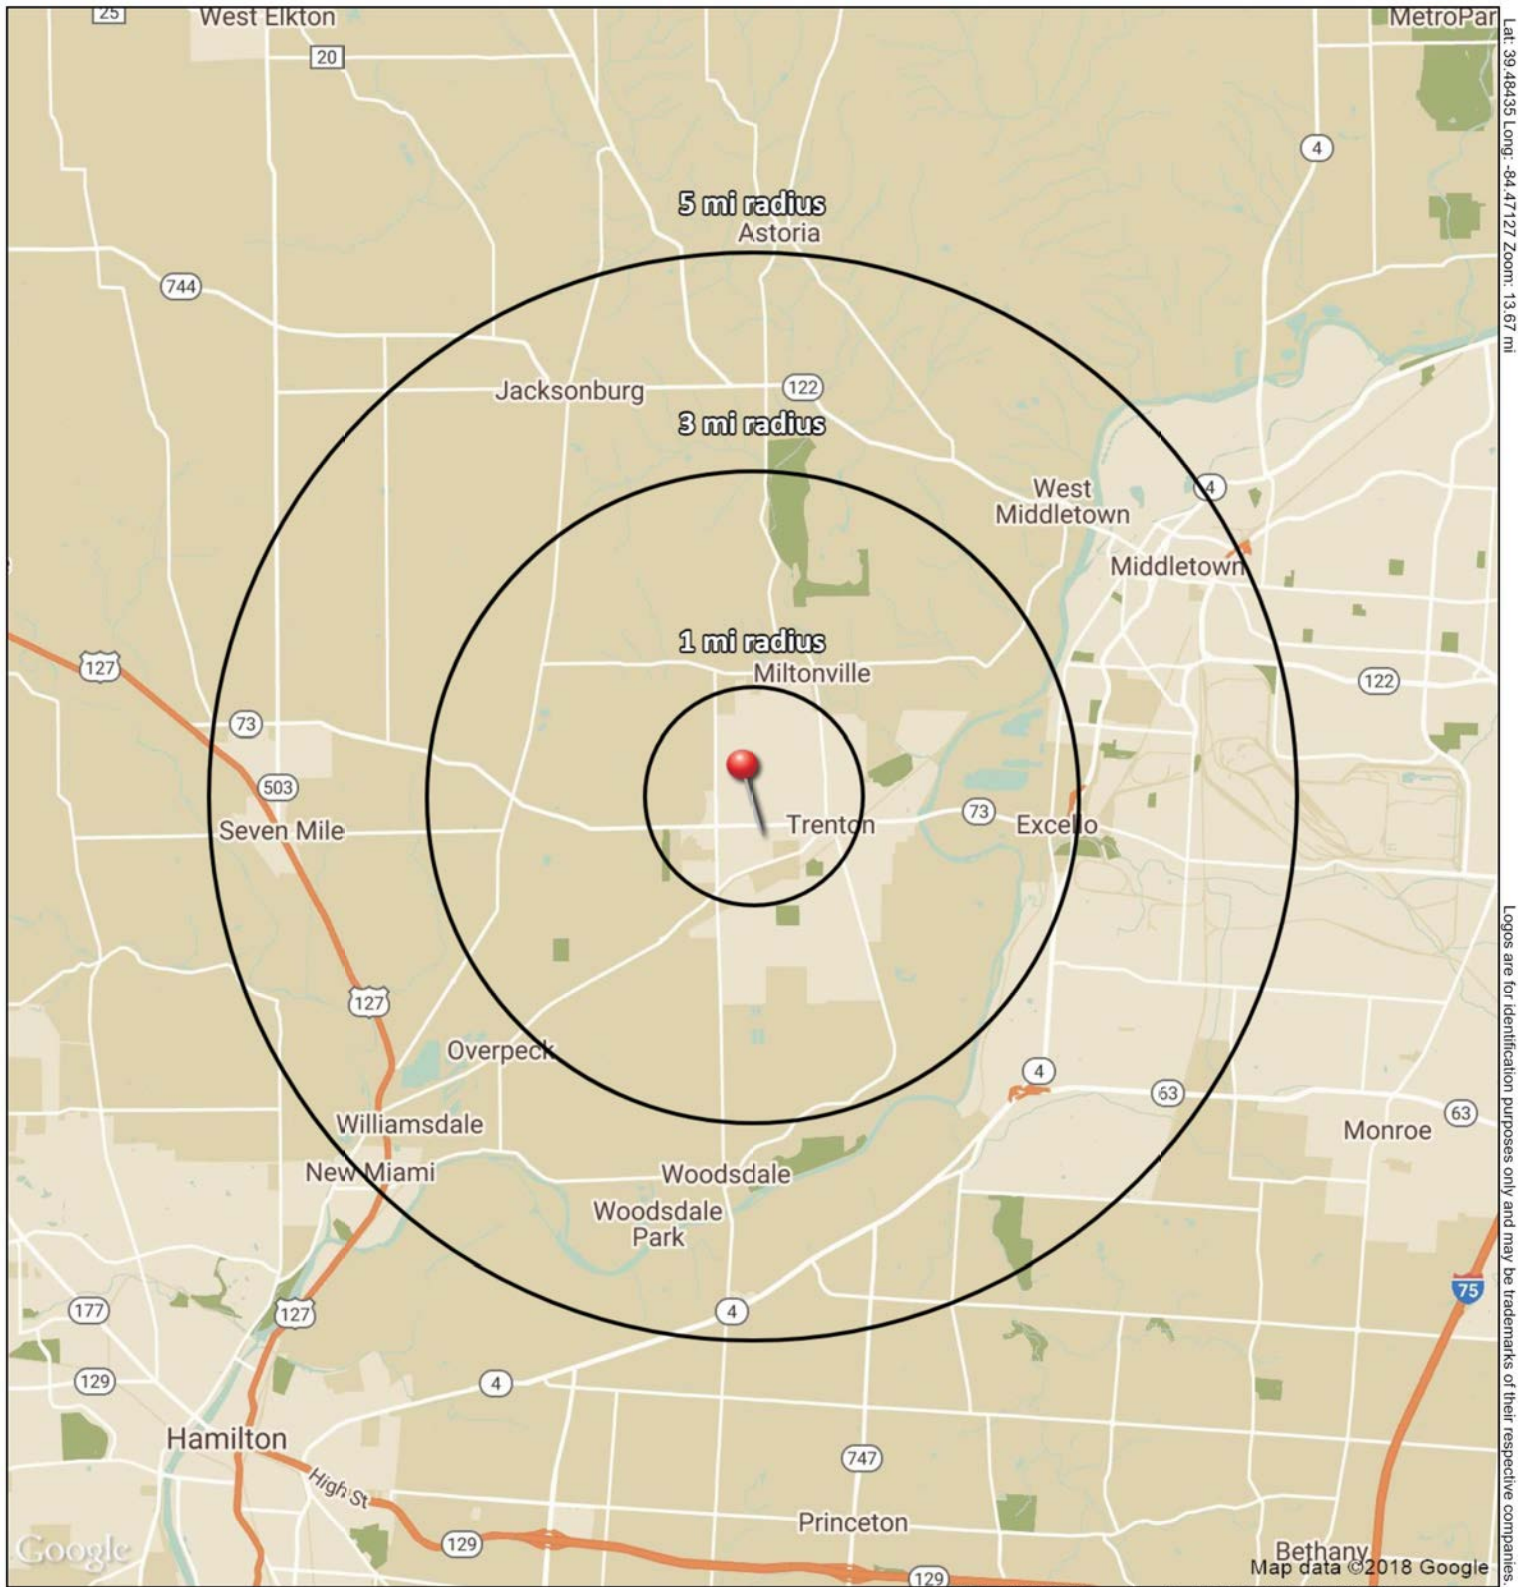 25
West Elkton
MetroPar
20
4
5 mi radius
Astoria
744
Jacksonburg
122
3 mi radius
West
Middletown
4
Middletown
1 mi radius
127
Miltonville
122
73
503
73
Seven Mile
Trenton
Excello
127
Overpeck
4
63
63
Williamsdale
Monroe
New Miami
Woodsdale
Woodsdale
Park
75
177
127
4
129
4
Hamilton
747
High St
Princeton
129
Bethany
Google
Map data ©2018 Google
129
Lat: 39.48435 Long: -84.47127 Zoom: 13.67 mi
Logos are for identification purposes only and may be trademarks of their respective companies.